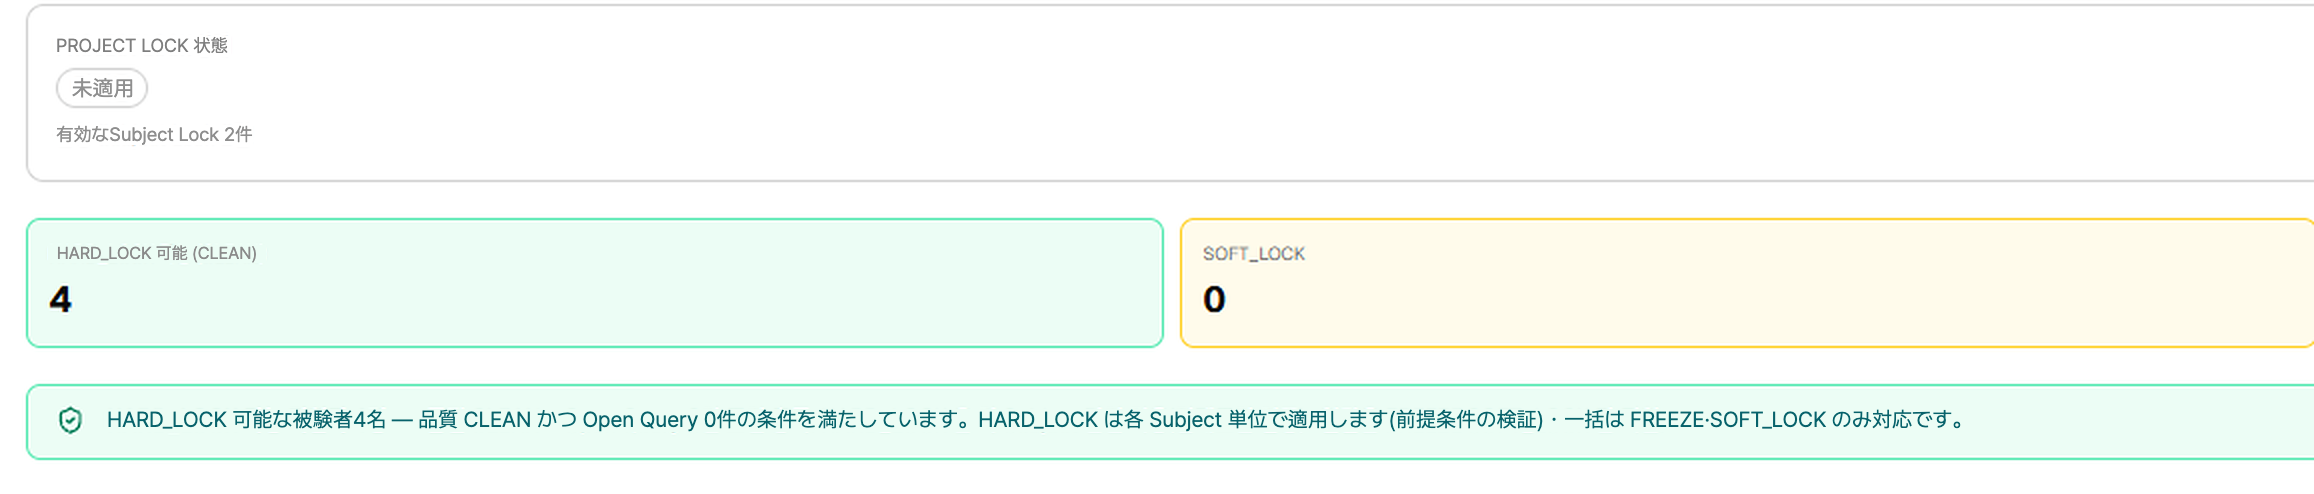 PROJECT LOCK 状態
未適用
有効なSubject Lock 2件
HARD_LOCK 可能 (CLEAN)
4
SOFT_LOCK
0
HARD_LOCK 可能な被験者4名 — 品質 CLEAN かつ Open Query 0件の条件を満たしています。HARD_LOCK は各 Subject 単位で適用します(前提条件の検証)・一括は FREEZE·SOFT_LOCK のみ対応です。